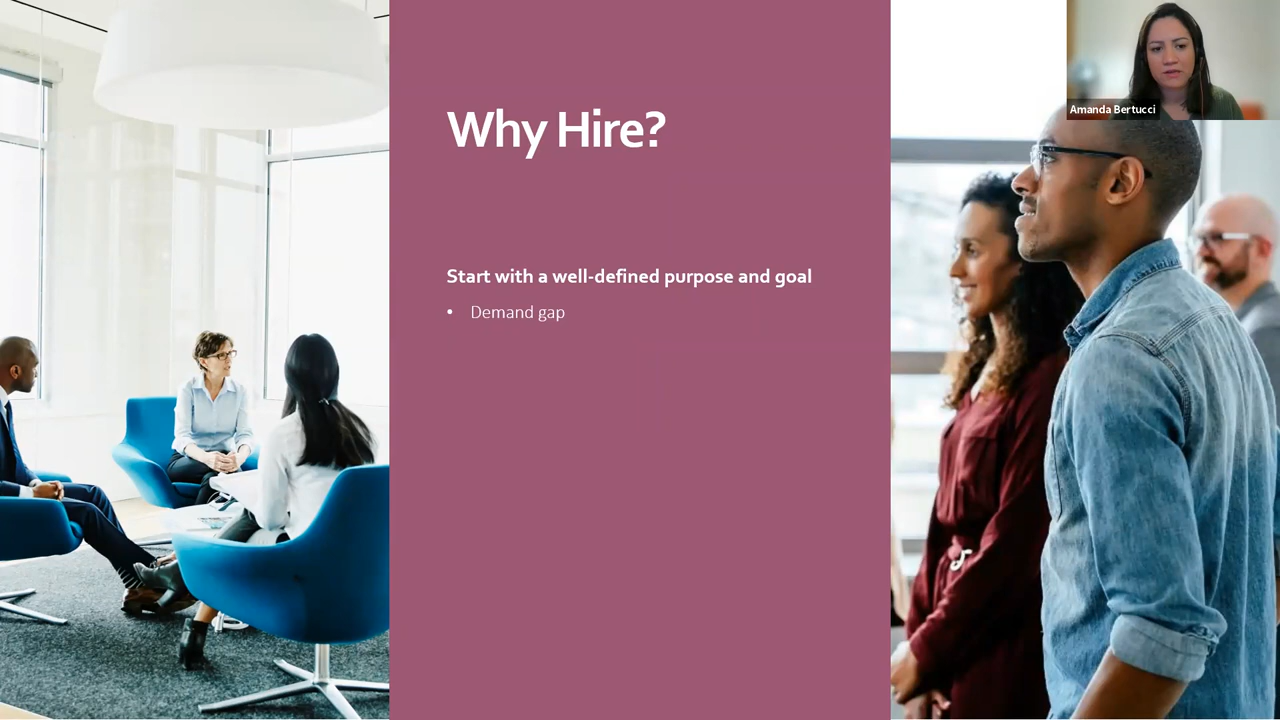 Amanda Bertucci
Why Hire?
Start with a well-defined purpose and goal
• Demand gap